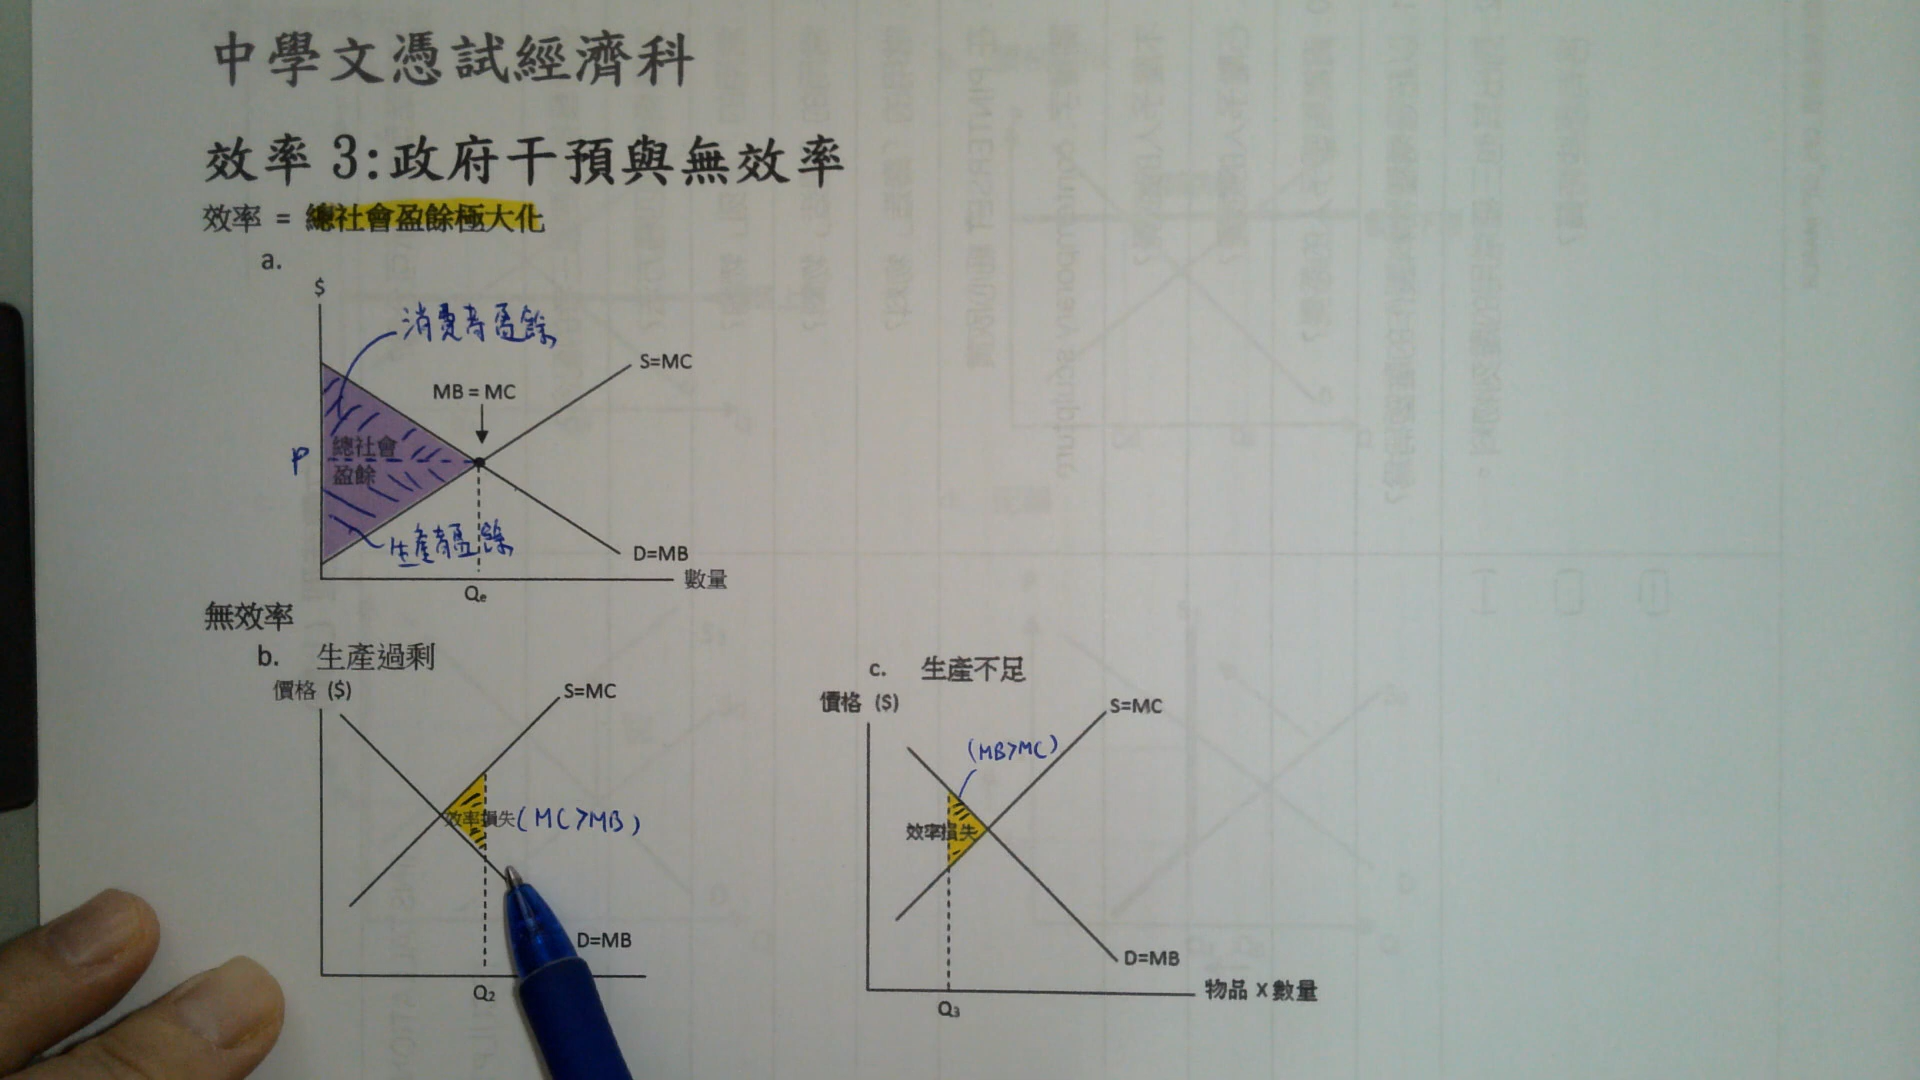 中學文憑試經濟科
效率 3:政府干預與無效率
效率 = 總社會盈餘極大化
a.
$
消費者盈餘
S=MC
MB = MC
P
總社會
盈餘
生產者盈餘
D=MB
數量
Qe
無效率
b. 生產過剩
價格 ($)
S=MC
效率損失(MC>MB)
D=MB
Q2
c. 生產不足
價格 ($)
S=MC
(MB>MC)
效率損失
D=MB
物品 X 數量
Q3